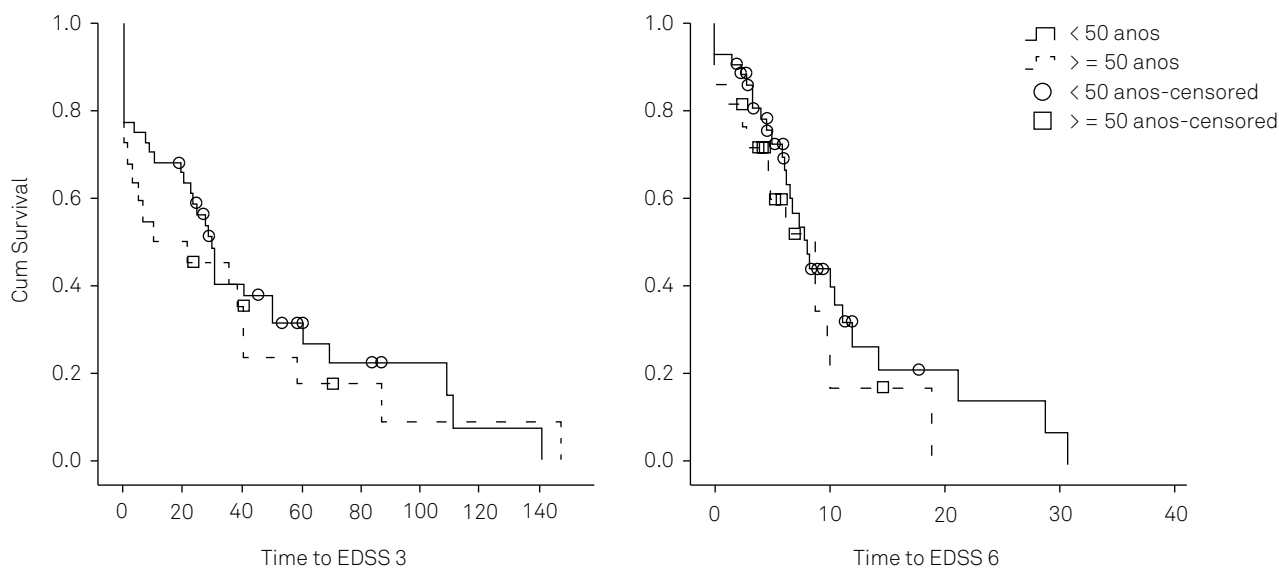 Cum Survival
1.0
0.8
0.6
0.4
0.2
0.0
0 20 40 60 80 100 120 140
Time to EDSS 3
1.0
0.8
0.6
0.4
0.2
0.0
0 10 20 30 40
Time to EDSS 6
< 50 anos
> = 50 anos
< 50 anos-censored
> = 50 anos-censored